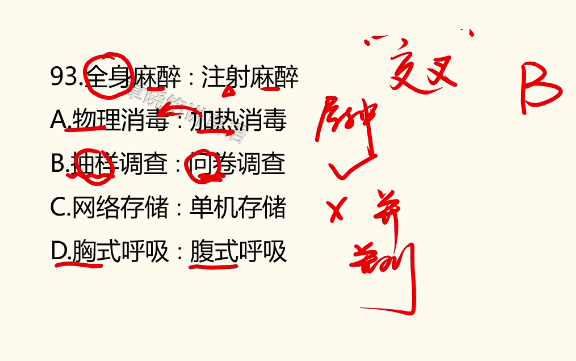 93.全身麻醉：注射麻醉
A.物理消毒：加热消毒
B.抽样调查：问卷调查
C.网络存储：单机存储
D.胸式呼吸：腹式呼吸
“交叉”
B
✓
× 并
并列